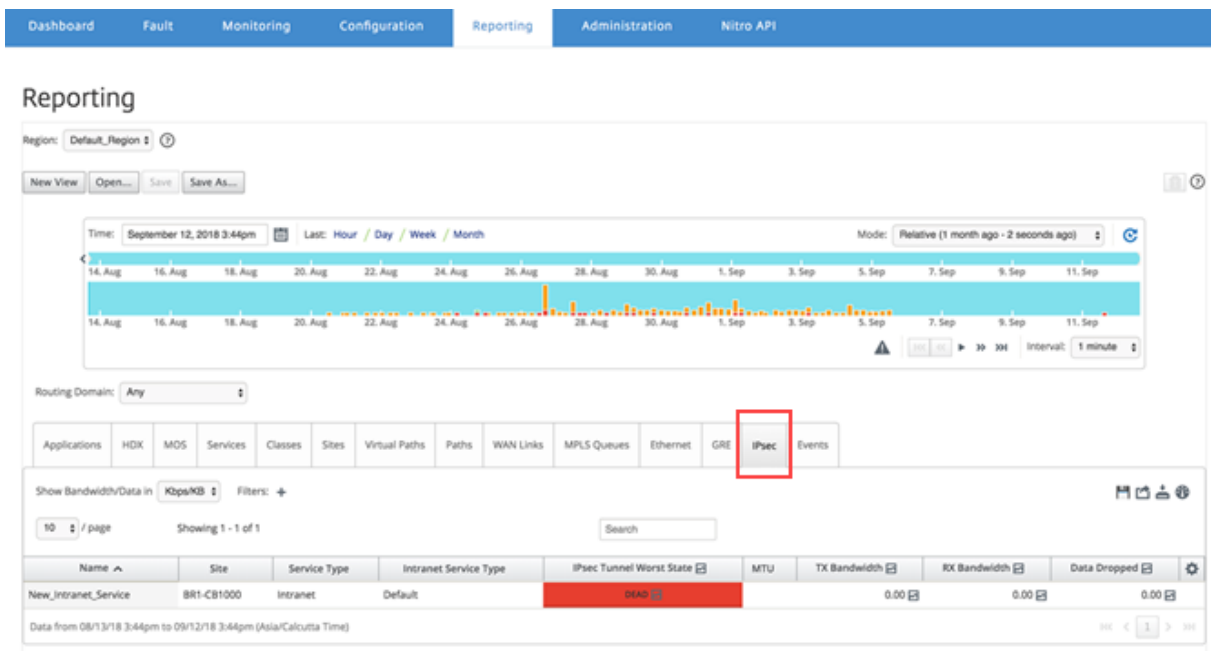 Dashboard Fault Monitoring Configuration Reporting Administration Nitro API
Reporting
Region: Default_Region
New View Open... Save Save As...
Time: September 12, 2018 3:44pm Last: Hour / Day / Week / Month Mode: Relative (1 month ago - 2 seconds ago)
14. Aug 16. Aug 18. Aug 20. Aug 22. Aug 24. Aug 26. Aug 28. Aug 30. Aug 1. Sep 3. Sep 5. Sep 7. Sep 9. Sep 11. Sep
14. Aug 16. Aug 18. Aug 20. Aug 22. Aug 24. Aug 26. Aug 28. Aug 30. Aug 1. Sep 3. Sep 5. Sep 7. Sep 9. Sep 11. Sep
Interval: 1 minute
Routing Domain: Any
Applications HDX MOS Services Classes Sites Virtual Paths Paths WAN Links MPLS Queues Ethernet GRE IPsec Events
Show Bandwidth/Data in Kbps/KB Filters: +
10 / page Showing 1 - 1 of 1 Search
Name Site Service Type Intranet Service Type IPsec Tunnel Worst State MTU TX Bandwidth RX Bandwidth Data Dropped
New_Intranet_Service BR1-CB1000 Intranet Default DEAD 0.00 0.00 0.00
Data from 08/13/18 3:44pm to 09/12/18 3:44pm (Asia/Calcutta Time) 1